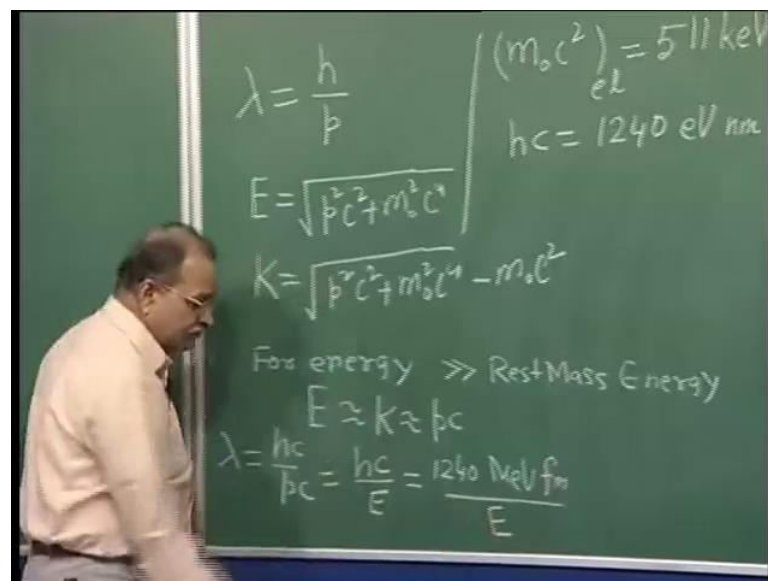 λ = h/p
E = √(p²c² + m₀²c⁴)
K = √(p²c² + m₀²c⁴) − m₀c²
(m₀c²)el = 511 keV
hc = 1240 eV nm
For energy >> Rest Mass Energy
E ≈ K ≈ pc
λ = hc/pc = hc/E = 1240 MeV fm/E